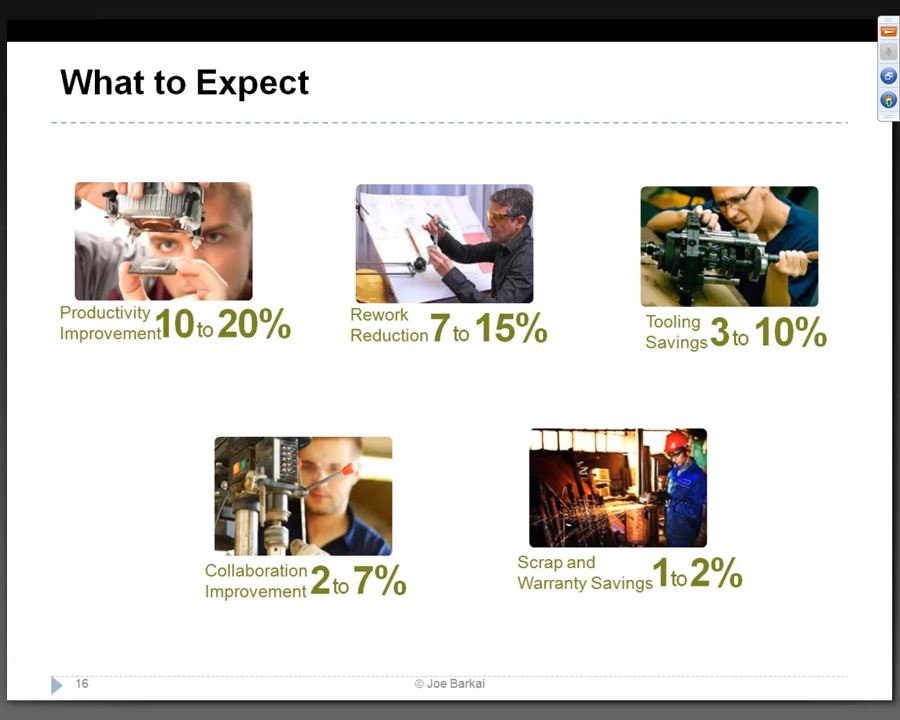 What to Expect
Productivity
Improvement 10 to 20%
Rework
Reduction 7 to 15%
Tooling
Savings 3 to 10%
Collaboration
Improvement 2 to 7%
Scrap and
Warranty Savings 1 to 2%
16
© Joe Barkai